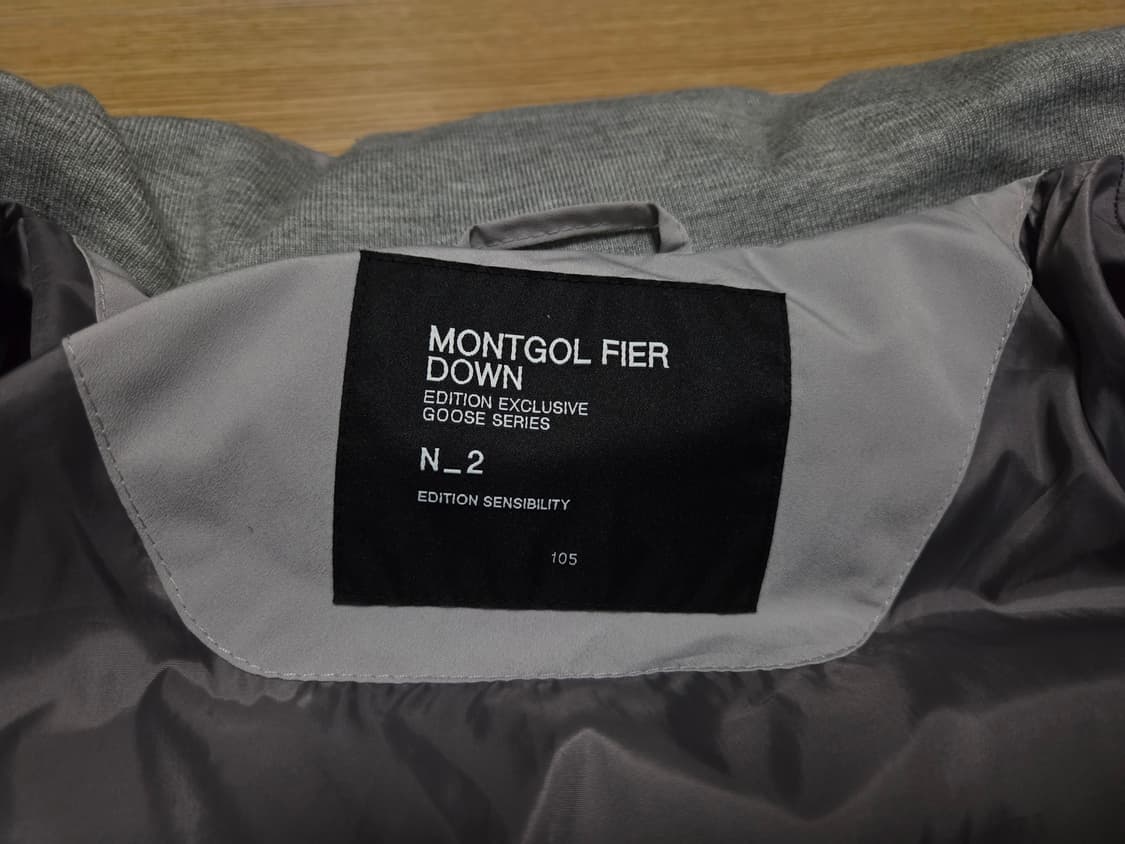 MONTGOL FIER
DOWN
EDITION EXCLUSIVE
GOOSE SERIES
N_2
EDITION SENSIBILITY
105